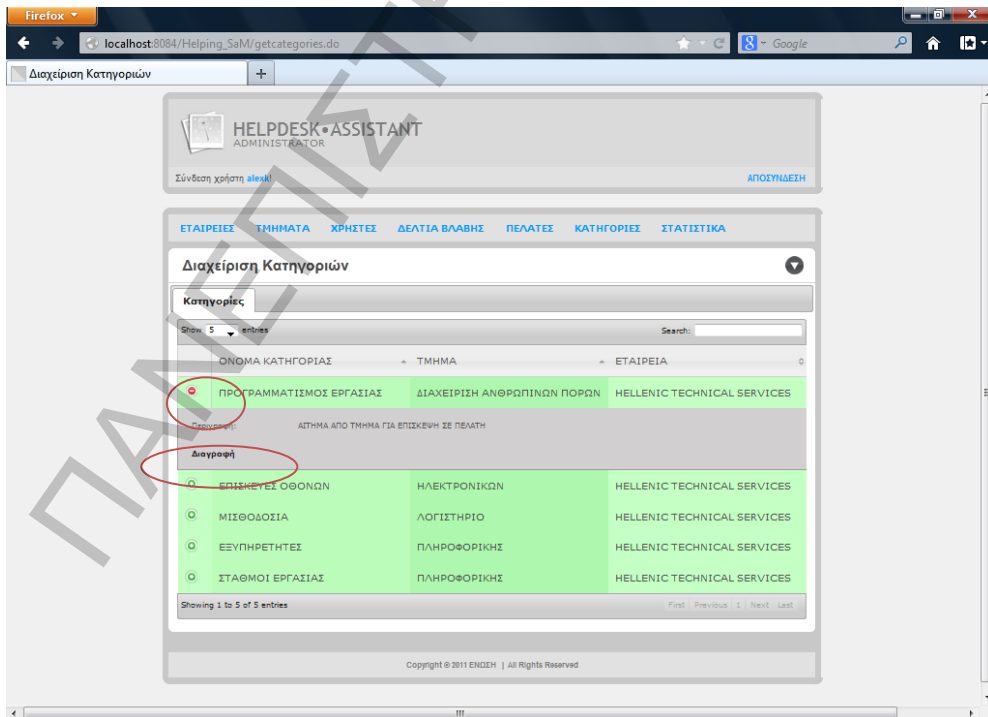 Firefox
localhost:8084/Helping_SaM/getcategories.do
Google
Διαχείριση Κατηγοριών
HELPDESK•ASSISTANT
ADMINISTRATOR
Σύνδεση χρήστη alexk!
ΑΠΟΣΥΝΔΕΣΗ
ΕΤΑΙΡΕΙΕΣ ΤΜΗΜΑΤΑ ΧΡΗΣΤΕΣ ΔΕΛΤΙΑ ΒΛΑΒΗΣ ΠΕΛΑΤΕΣ ΚΑΤΗΓΟΡΙΕΣ ΣΤΑΤΙΣΤΙΚΑ
Διαχείριση Κατηγοριών
Κατηγορίες
Show 5 entries Search:
ΟΝΟΜΑ ΚΑΤΗΓΟΡΙΑΣ ΤΜΗΜΑ ΕΤΑΙΡΕΙΑ
ΠΡΟΓΡΑΜΜΑΤΙΣΜΟΣ ΕΡΓΑΣΙΑΣ ΔΙΑΧΕΙΡΙΣΗ ΑΝΘΡΩΠΙΝΩΝ ΠΟΡΩΝ HELLENIC TECHNICAL SERVICES
Περιγραφή: ΑΙΤΗΜΑ ΑΠΟ ΤΜΗΜΑ ΓΙΑ ΕΠΙΣΚΕΨΗ ΣΕ ΠΕΛΑΤΗ
Διαγραφή
ΕΠΙΣΚΕΥΕΣ ΟΘΟΝΩΝ ΗΛΕΚΤΡΟΝΙΚΩΝ HELLENIC TECHNICAL SERVICES
ΜΙΣΘΟΔΟΣΙΑ ΛΟΓΙΣΤΗΡΙΟ HELLENIC TECHNICAL SERVICES
ΕΞΥΠΗΡΕΤΗΤΕΣ ΠΛΗΡΟΦΟΡΙΚΗΣ HELLENIC TECHNICAL SERVICES
ΣΤΑΘΜΟΙ ΕΡΓΑΣΙΑΣ ΠΛΗΡΟΦΟΡΙΚΗΣ HELLENIC TECHNICAL SERVICES
Showing 1 to 5 of 5 entries First Previous 1 Next Last
Copyright © 2011 ΕΝΩΣΗ | All Rights Reserved